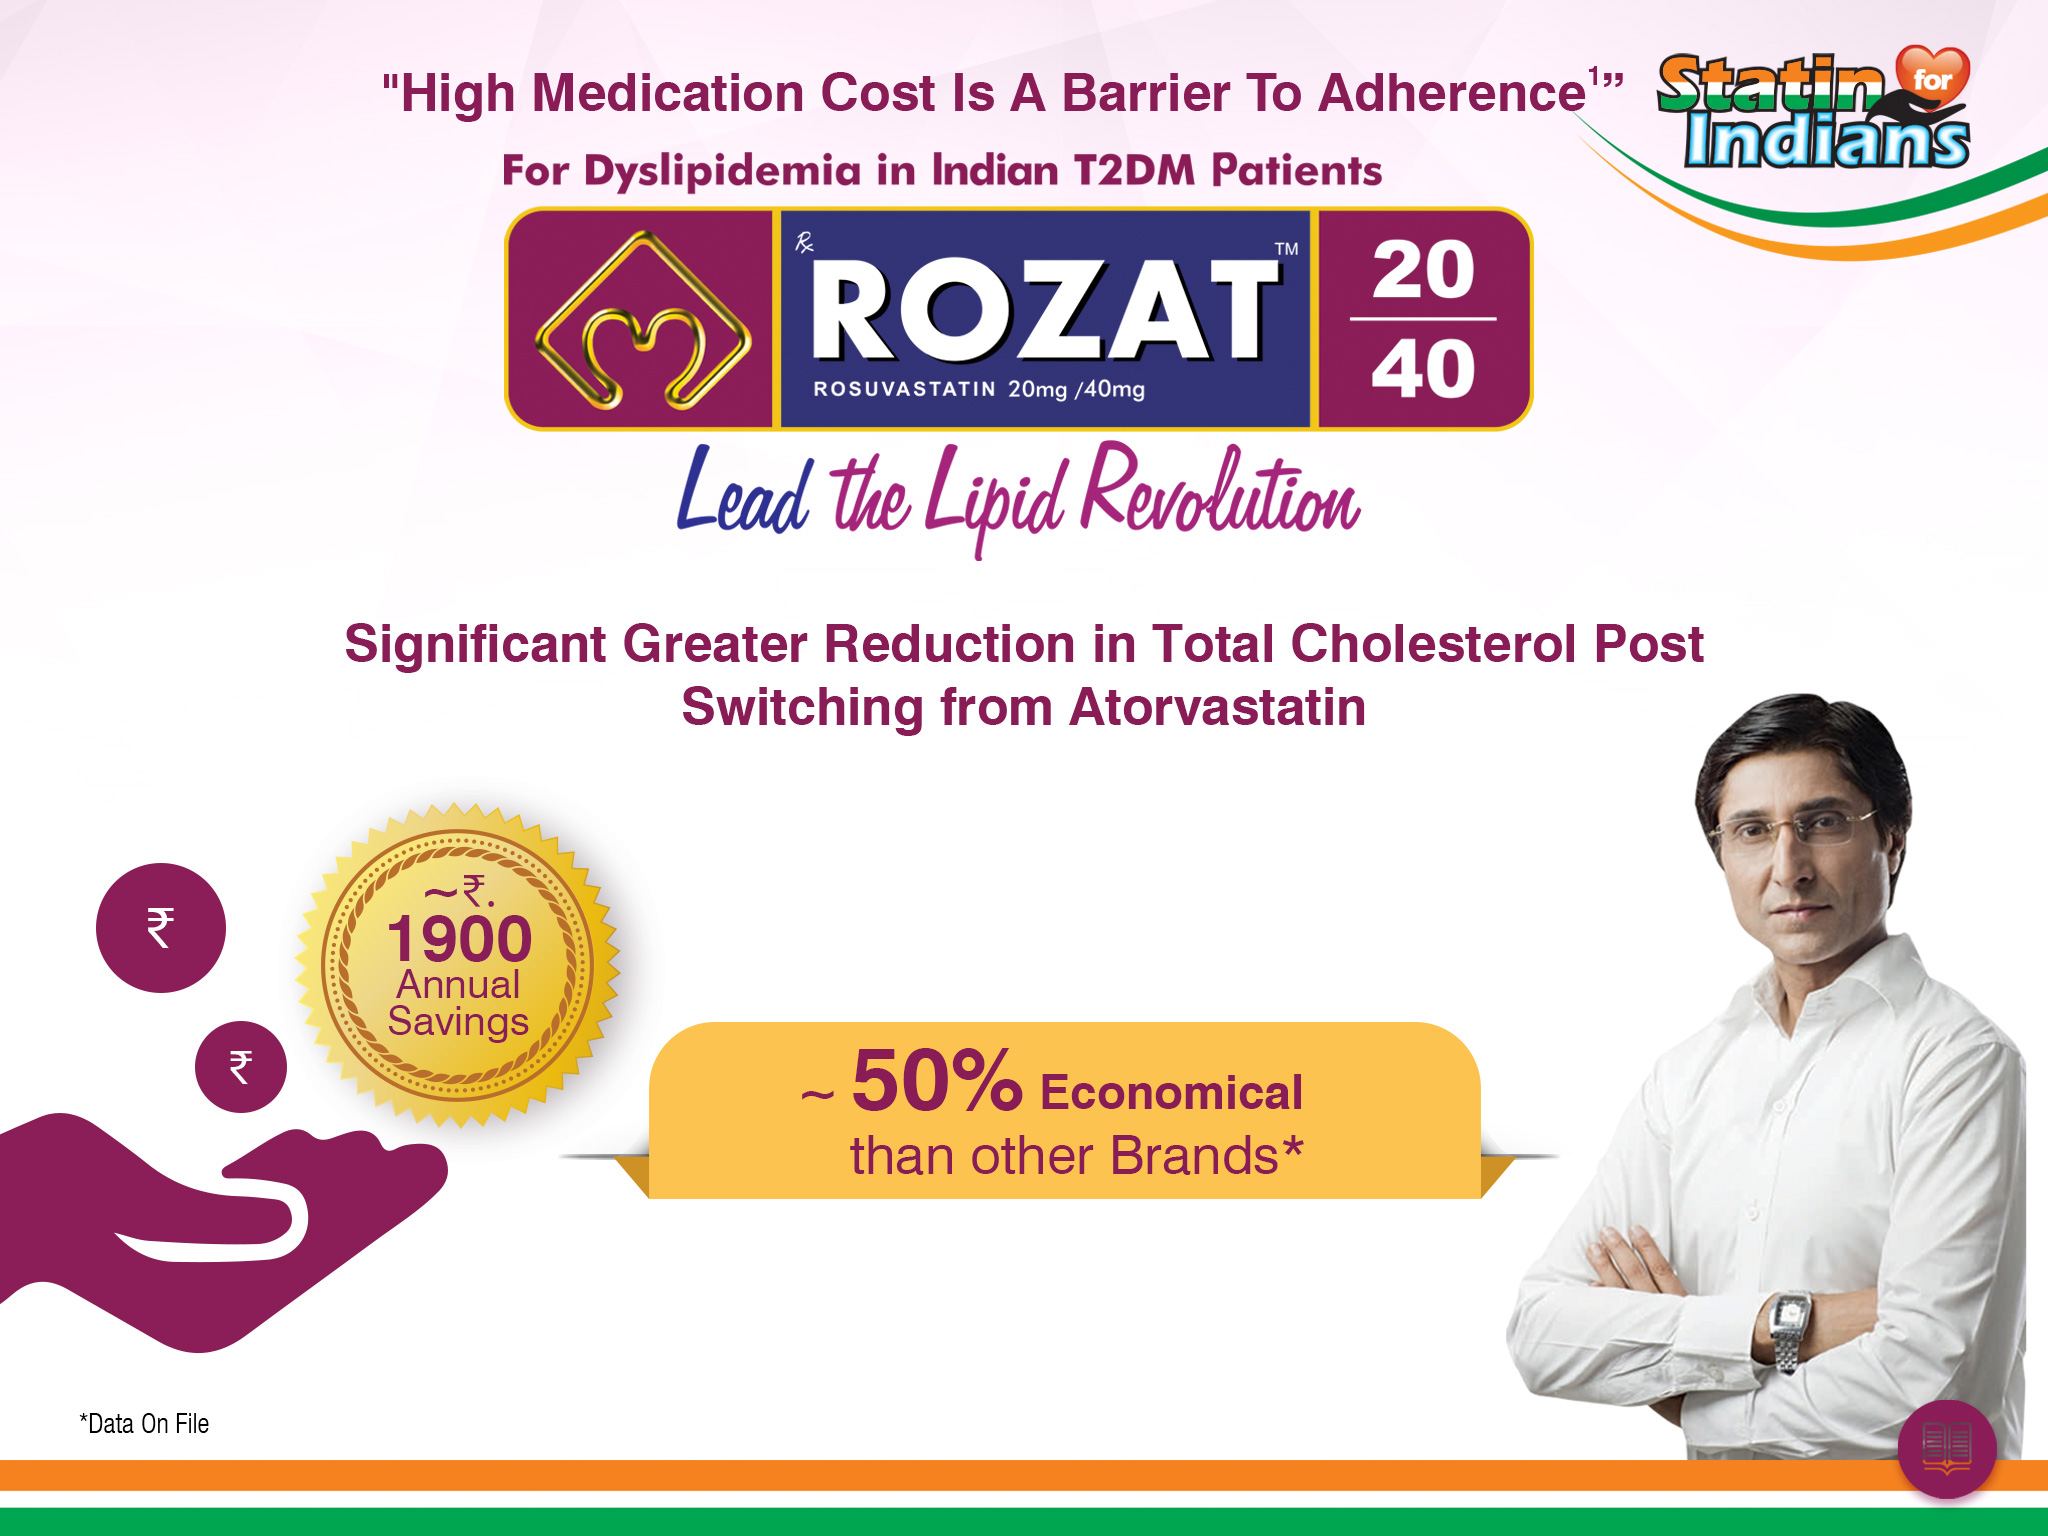 "High Medication Cost Is A Barrier To Adherence¹”
Statin for
Indians
For Dyslipidemia in Indian T2DM Patients
Rx ROZAT™
ROSUVASTATIN 20mg /40mg
20
40
Lead the Lipid Revolution
Significant Greater Reduction in Total Cholesterol Post
Switching from Atorvastatin
₹
₹
~₹.
1900
Annual
Savings
~ 50% Economical
than other Brands*
*Data On File